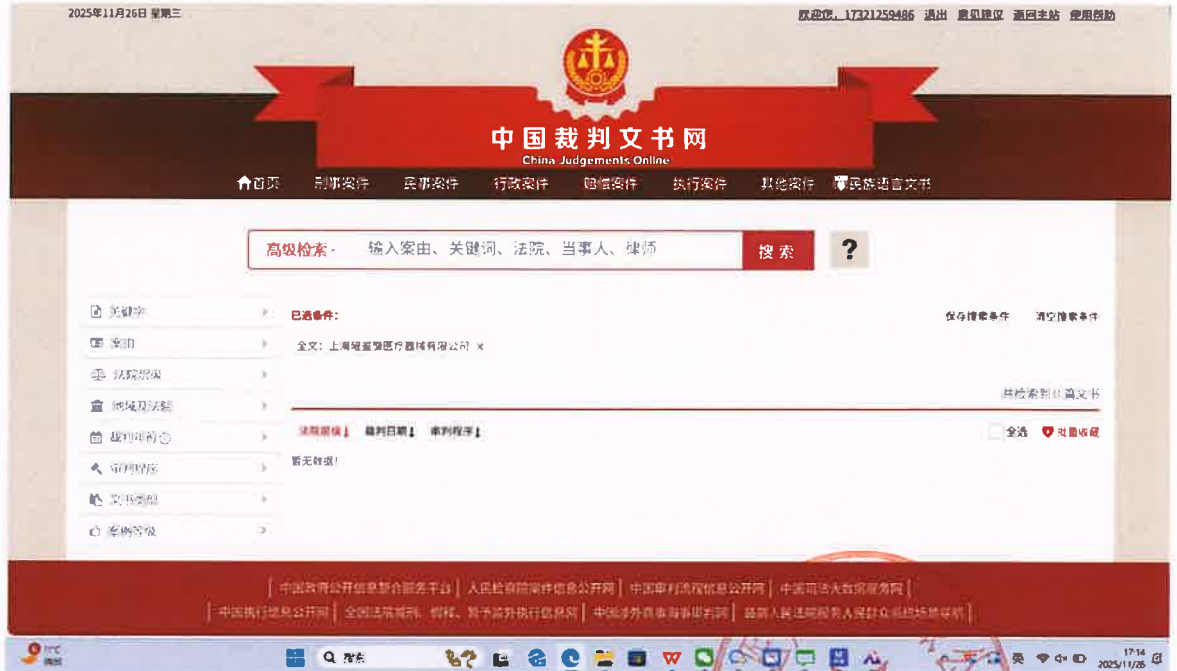 2025年11月26日 星期三
欢迎您，17321259486 退出 意见建议 返回主站 使用帮助
中国裁判文书网
China Judgements Online
首页 刑事案件 民事案件 行政案件 赔偿案件 执行案件 其他案件 民族语言文书
高级检索 输入案由、关键词、法院、当事人、律师 搜索 ?
关键字
已选条件：
保存搜索条件 清空搜索条件
案由
全文：上海 医疗器械有限公司 ×
法院层级
地域及法院
共检索到 篇文书
裁判年份
法院层级 裁判日期 审判程序
全选 批量收藏
审判程序
暂无数据!
文书类型
案例等级
中国政府公开信息整合服务平台 | 人民检察院案件信息公开网 | 中国审判流程信息公开网 | 中国司法大数据服务网
中国执行信息公开网 | 全国法院减刑、假释、暂予监外执行信息网 | 中国涉外商事海事审判网 | 最高人民法院服务人民群众系统场景导航
搜索
英
17:14
2025/11/26